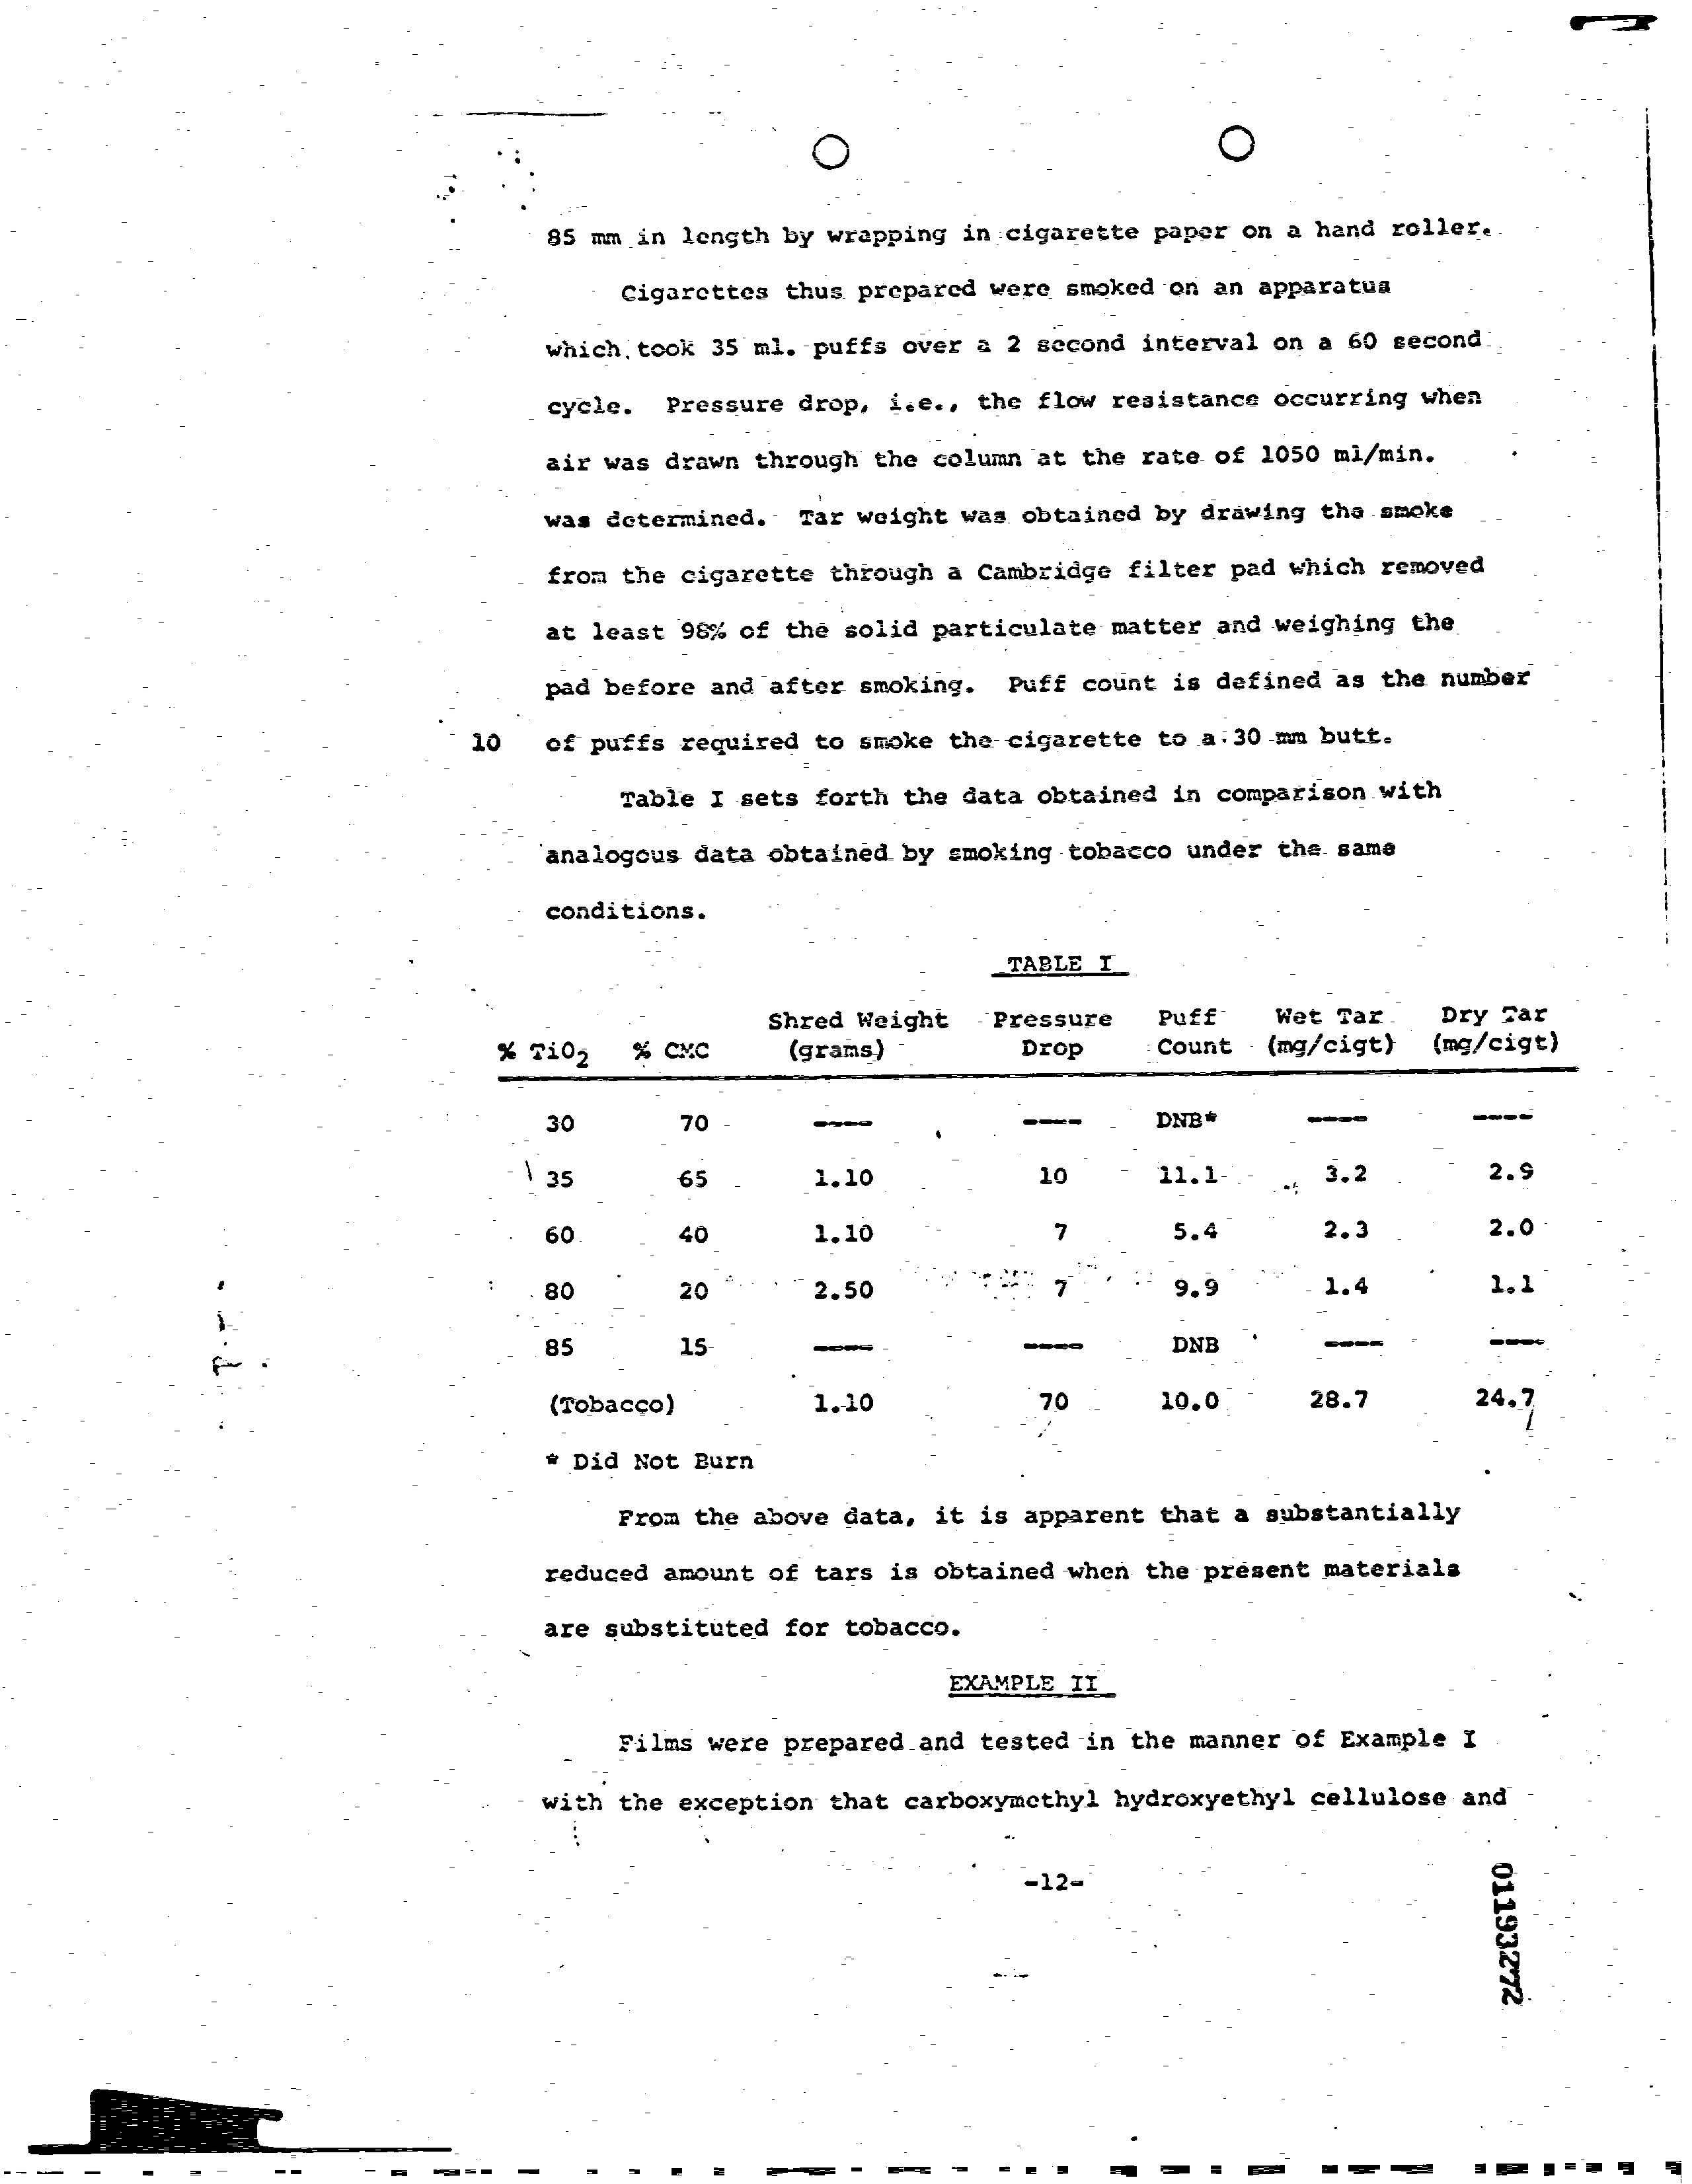 85 mm in length by wrapping in cigarette paper on a hand roller.
Cigarettes thus prepared were smoked on an apparatus
which took 35 ml. puffs over a 2 second interval on a 60 second
cycle. Pressure drop, i.e., the flow resistance occurring when
air was drawn through the column at the rate of 1050 ml/min.
was determined. Tar weight was obtained by drawing the smoke
from the cigarette through a Cambridge filter pad which removed
at least 98% of the solid particulate matter and weighing the
pad before and after smoking. Puff count is defined as the number
10 of puffs required to smoke the cigarette to a 30 mm butt.
Table I sets forth the data obtained in comparison with
analogous data obtained by smoking tobacco under the same
conditions.
TABLE I
Shred Weight Pressure Puff Wet Tar Dry Tar
% TiO2 % CMC (grams) Drop Count (mg/cigt) (mg/cigt)
30 70 ---- ---- DNB* ---- ----
35 65 1.10 10 11.1 3.2 2.9
60 40 1.10 7 5.4 2.3 2.0
80 20 2.50 7 9.9 1.4 1.1
85 15 ---- ---- DNB ---- ----
(Tobacco) 1.10 70 10.0 28.7 24.7
* Did Not Burn
From the above data, it is apparent that a substantially
reduced amount of tars is obtained when the present materials
are substituted for tobacco.
EXAMPLE II
Films were prepared and tested in the manner of Example I
with the exception that carboxymethyl hydroxyethyl cellulose and
-12-
011932772